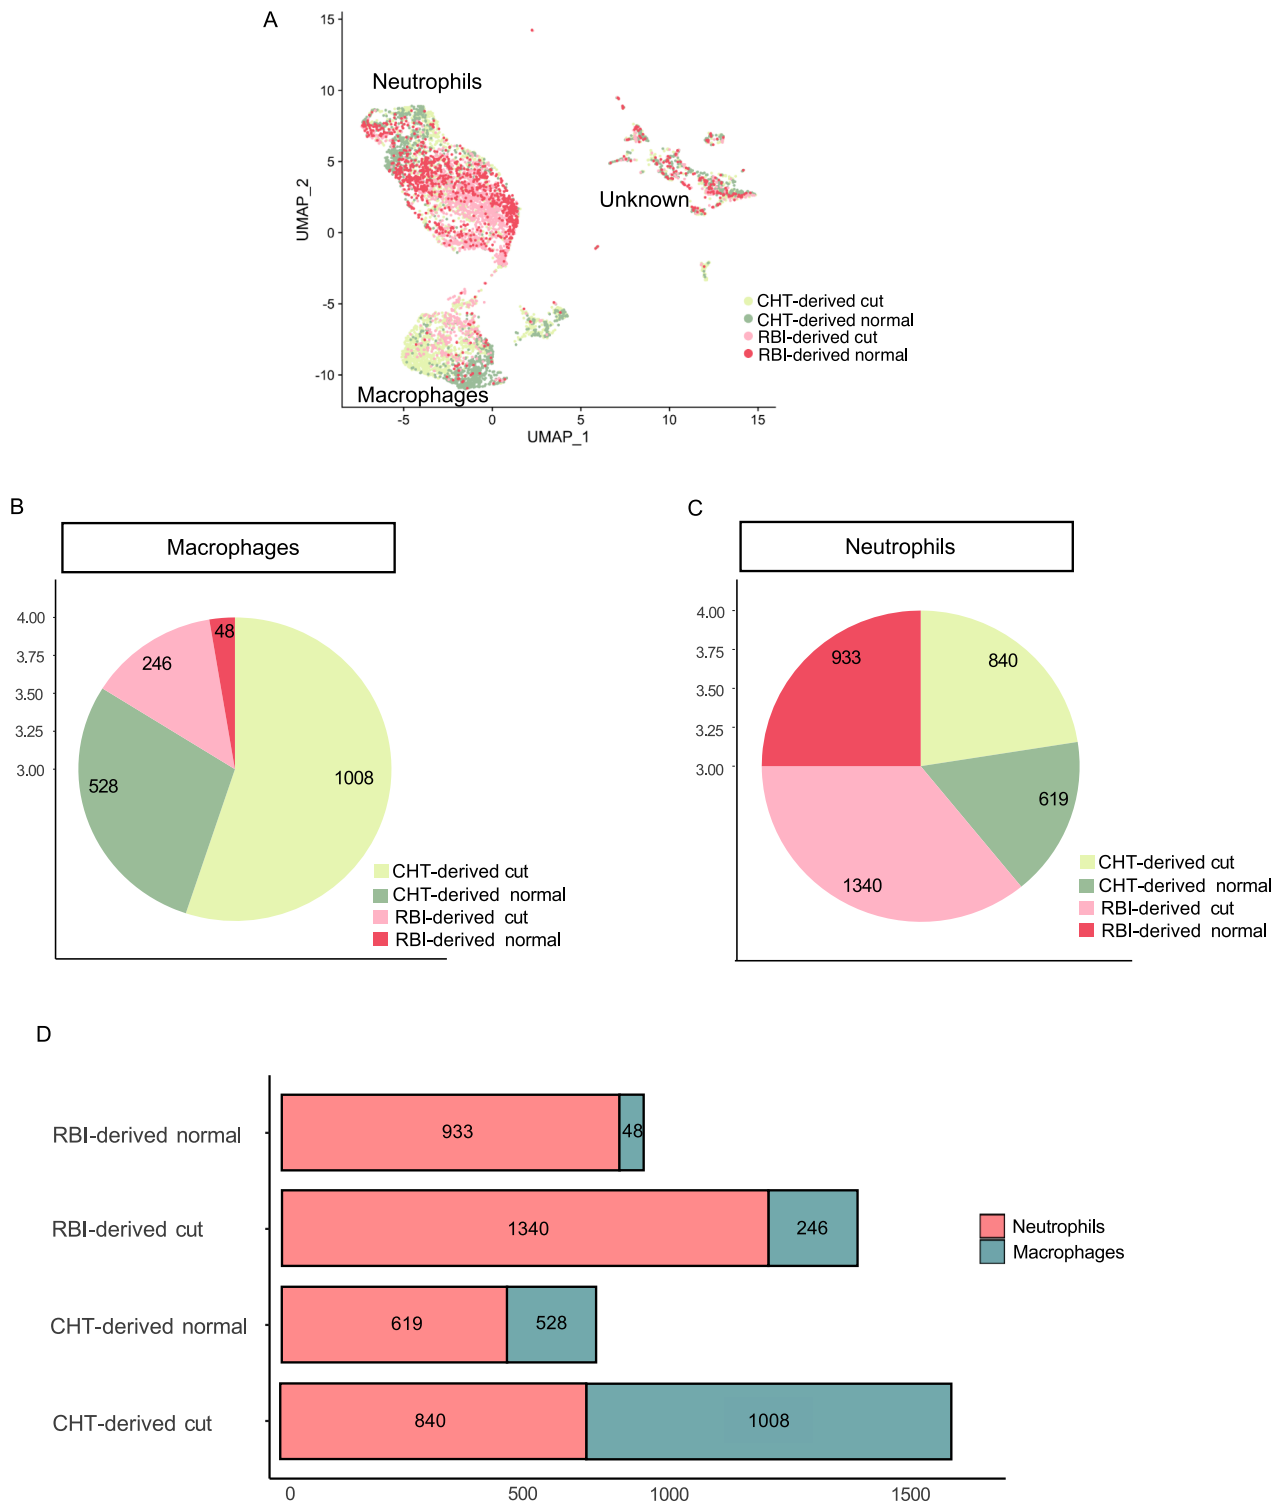 A
15
10
5
0
-5
-10
UMAP_2
Neutrophils
Unknown
Macrophages
CHT-derived cut
CHT-derived normal
RBI-derived cut
RBI-derived normal
-5 0 5 10 15
UMAP_1
B
Macrophages
4.00
3.75
3.50
3.25
3.00
48
246
528
1008
CHT-derived cut
CHT-derived normal
RBI-derived cut
RBI-derived normal
C
Neutrophils
4.00
3.75
3.50
3.25
3.00
933
840
619
1340
CHT-derived cut
CHT-derived normal
RBI-derived cut
RBI-derived normal
D
RBI-derived normal
933 48
RBI-derived cut
1340 246
CHT-derived normal
619 528
CHT-derived cut
840 1008
Neutrophils
Macrophages
0 500 1000 1500